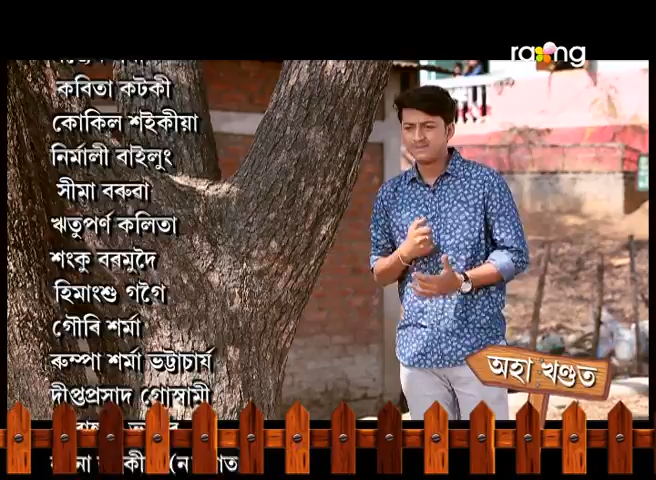 rang
কবিতা কটকী
কোকিল শইকীয়া
নিৰ্মালী বাইলুং
সীমা বৰুৱা
ঋতুপৰ্ণ কলিতা
শংকু বৰমুদৈ
হিমাংশু গগৈ
গৌৰি শৰ্মা
ৰুম্পা শৰ্মা ভট্টাচাৰ্য
দীপ্তপ্ৰসাদ গোস্বামী
অহা খণ্ডত